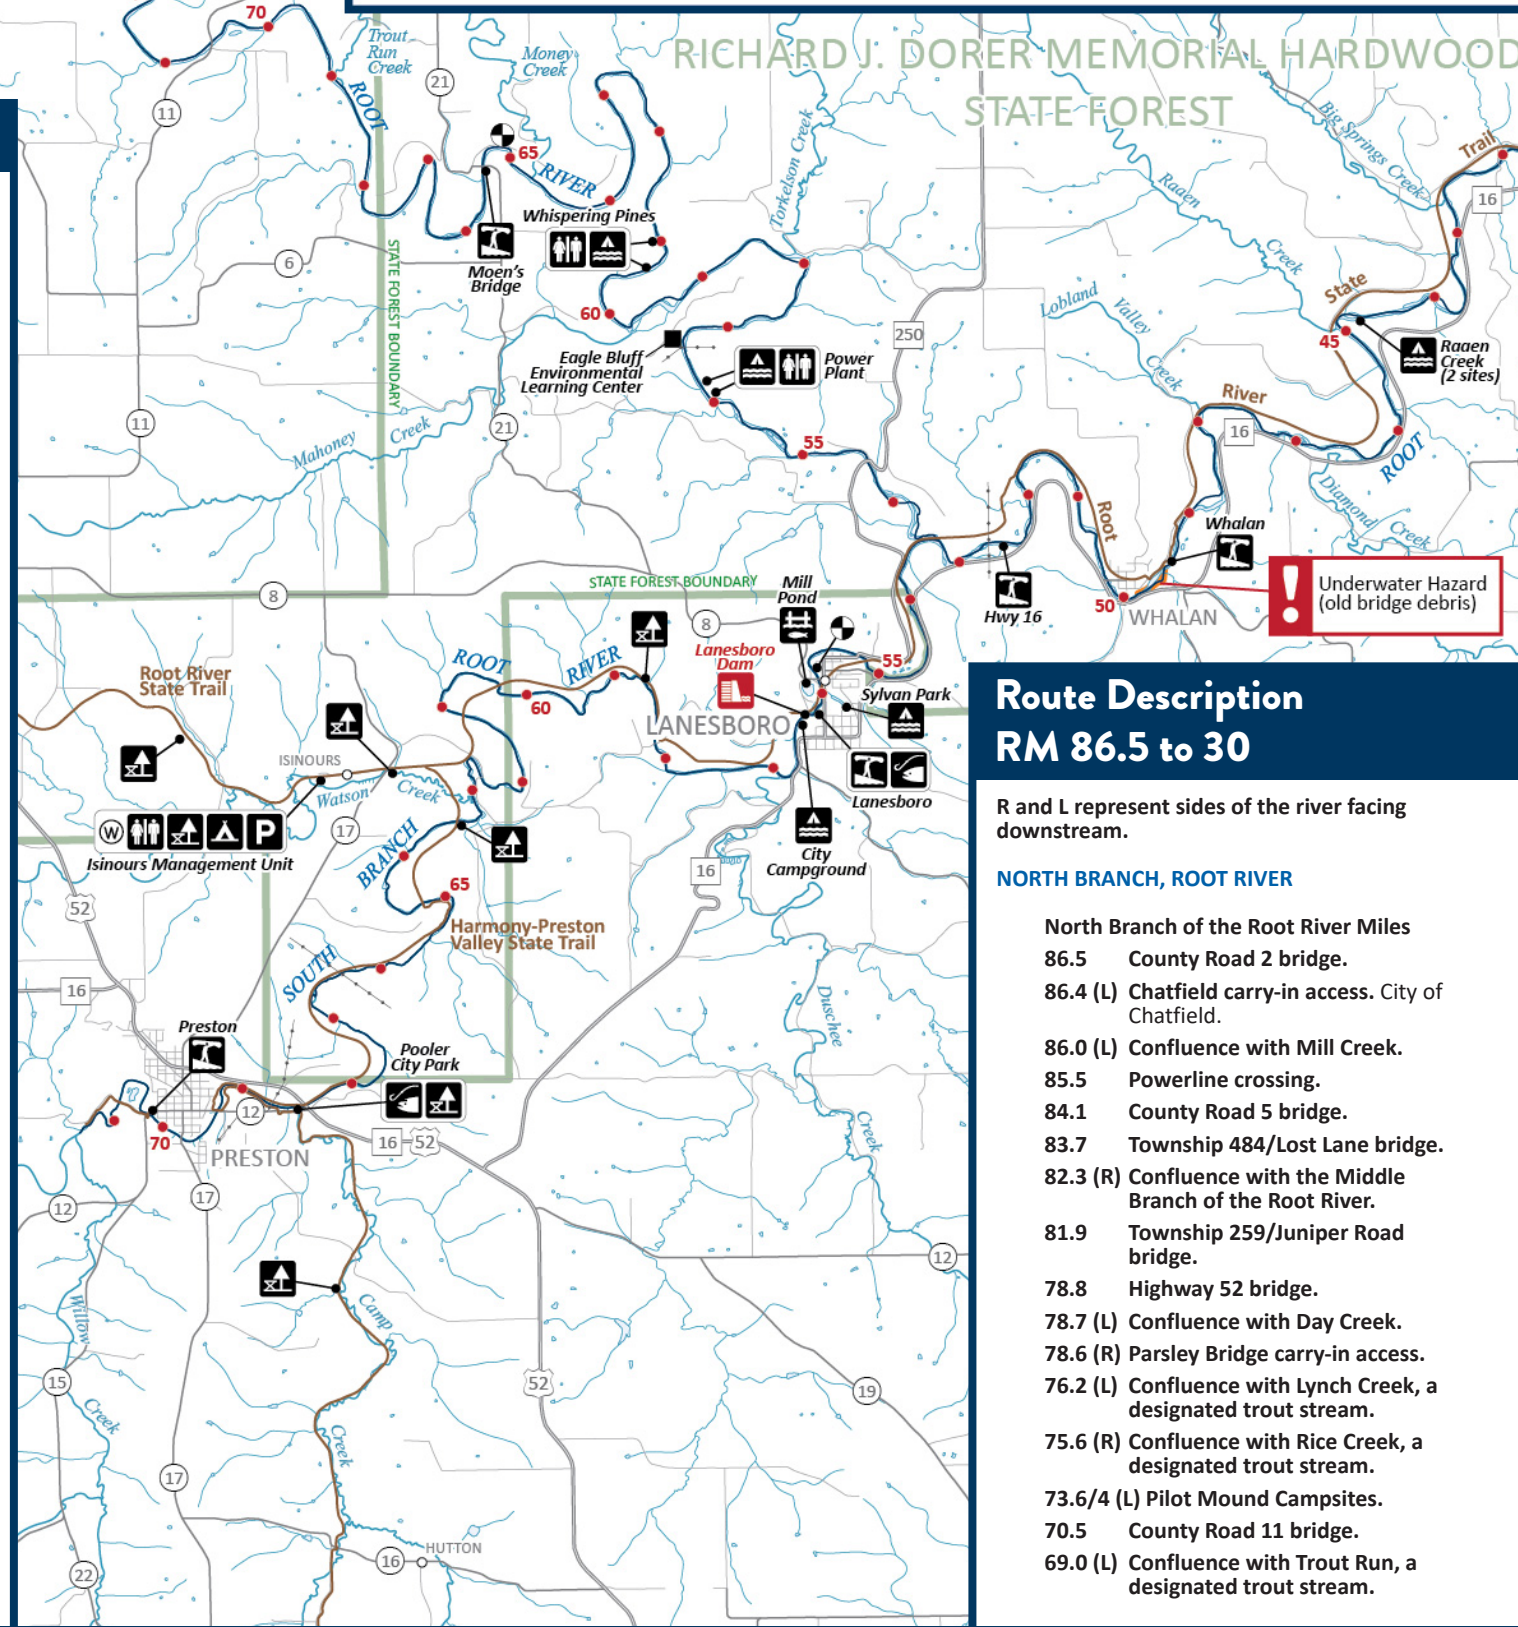 70
Trout
Run
Creek
21
Money
Creek
RICHARD J. DORER MEMORIAL HARDWOOD
STATE FOREST
11
ROOT
65
RIVER
Whispering Pines
Moen's
Bridge
6
STATE FOREST BOUNDARY
60
Torkelson Creek
Big Springs Creek
Trail
16
Raaen
Creek
State
Lobland
Valley
Creek
250
45
Raaen
Creek
(2 sites)
Eagle Bluff
Environmental
Learning Center
Power
Plant
River
16
ROOT
11
21
Mahoney
Creek
55
Diamond
Creek
Root
Whalan
Underwater Hazard
(old bridge debris)
Hwy 16
50
WHALAN
8
STATE FOREST BOUNDARY
8
Mill
Pond
Lanesboro
Dam
55
Sylvan Park
Root River
State Trail
ROOT
RIVER
60
LANESBORO
Lanesboro
ISINOURS
Watson
Creek
17
W
P
Isinours Management Unit
BRANCH
City
Campground
16
65
52
Harmony-Preston
Valley State Trail
SOUTH
16
Duschee
Creek
Preston
Pooler
City Park
12
70
PRESTON
16
52
12
17
12
Willow
Creek
Camp
Creek
15
52
19
17
16
HUTTON
22
Route Description
RM 86.5 to 30
R and L represent sides of the river facing
downstream.
NORTH BRANCH, ROOT RIVER
North Branch of the Root River Miles
86.5 County Road 2 bridge.
86.4 (L) Chatfield carry-in access. City of
Chatfield.
86.0 (L) Confluence with Mill Creek.
85.5 Powerline crossing.
84.1 County Road 5 bridge.
83.7 Township 484/Lost Lane bridge.
82.3 (R) Confluence with the Middle
Branch of the Root River.
81.9 Township 259/Juniper Road
bridge.
78.8 Highway 52 bridge.
78.7 (L) Confluence with Day Creek.
78.6 (R) Parsley Bridge carry-in access.
76.2 (L) Confluence with Lynch Creek, a
designated trout stream.
75.6 (R) Confluence with Rice Creek, a
designated trout stream.
73.6/4 (L) Pilot Mound Campsites.
70.5 County Road 11 bridge.
69.0 (L) Confluence with Trout Run, a
designated trout stream.